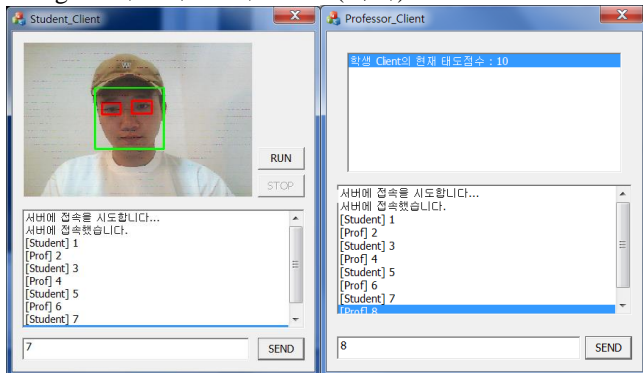 Student_Client
RUN
STOP
서버에 접속을 시도합니다...
서버에 접속했습니다.
[Student] 1
[Prof] 2
[Student] 3
[Prof] 4
[Student] 5
[Prof] 6
[Student] 7
7
SEND
Professor_Client
학생 Client의 현재 태도점수 : 10
서버에 접속을 시도합니다...
서버에 접속했습니다.
[Student] 1
[Prof] 2
[Student] 3
[Prof] 4
[Student] 5
[Prof] 6
[Student] 7
[Prof] 8
8
SEND